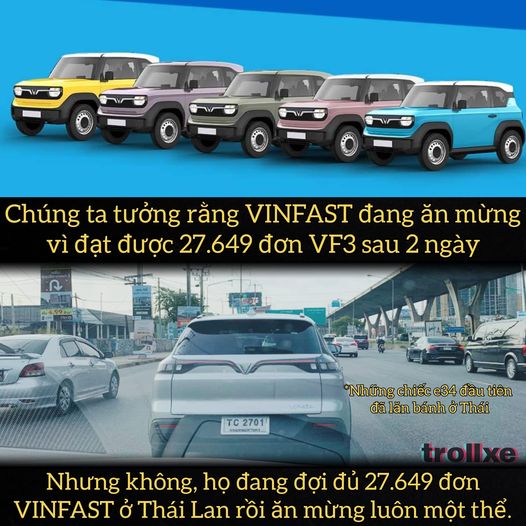 Chúng ta tưởng rằng VINFAST đang ăn mừng
vì đạt được 27.649 đơn VF3 sau 2 ngày
*Những chiếc e34 đầu tiên
đã lăn bánh ở Thái
TC 2701
trollxe
Nhưng không, họ đang đợi đủ 27.649 đơn
VINFAST ở Thái Lan rồi ăn mừng luôn một thể.